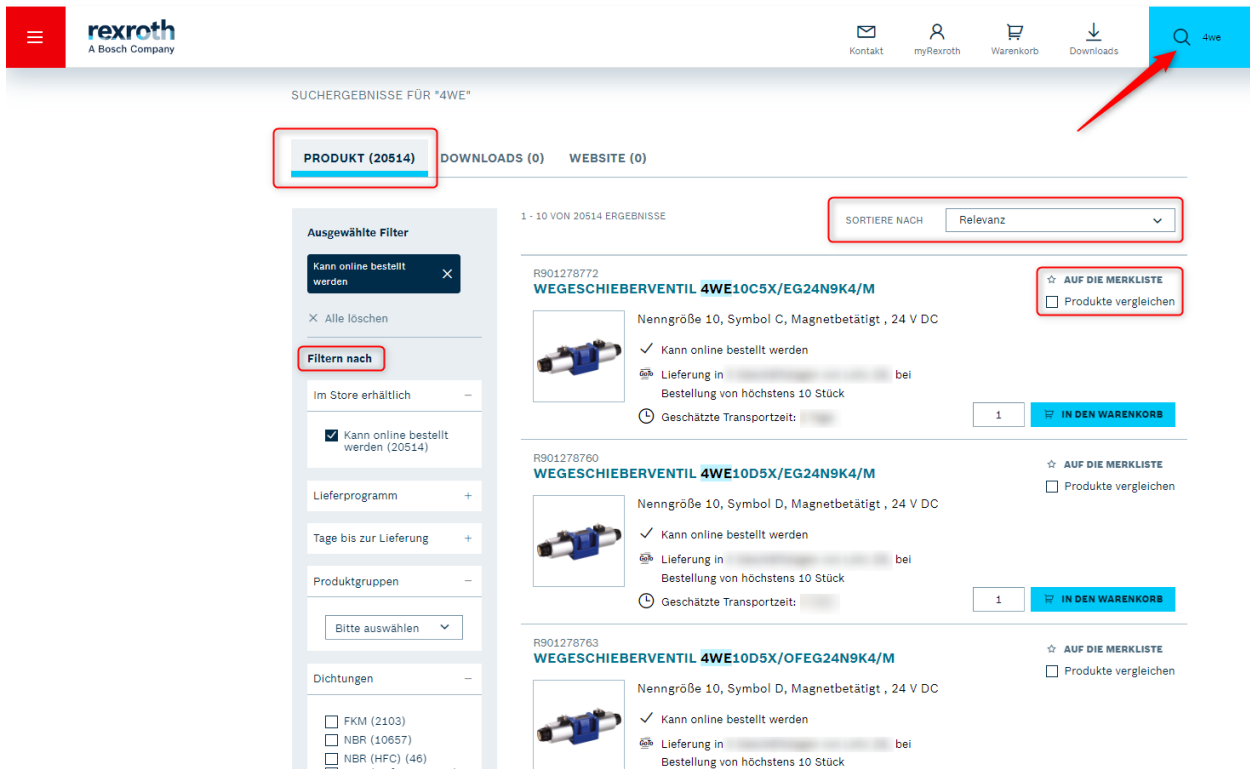 rexroth
A Bosch Company
Kontakt
myRexroth
Warenkorb
Downloads
4we
SUCHERGEBNISSE FÜR "4WE"
PRODUKT (20514)
DOWNLOADS (0)
WEBSITE (0)
Ausgewählte Filter
Kann online bestellt
werden
Alle löschen
Filtern nach
Im Store erhältlich
Kann online bestellt
werden (20514)
Lieferprogramm
Tage bis zur Lieferung
Produktgruppen
Bitte auswählen
Dichtungen
FKM (2103)
NBR (10657)
NBR (HFC) (46)
1 - 10 VON 20514 ERGEBNISSE
SORTIERE NACH
Relevanz
R901278772
WEGESCHIEBERVENTIL 4WE10C5X/EG24N9K4/M
AUF DIE MERKLISTE
Produkte vergleichen
Nenngröße 10, Symbol C, Magnetbetätigt , 24 V DC
Kann online bestellt werden
Lieferung in bei
Bestellung von höchstens 10 Stück
Geschätzte Transportzeit:
1
IN DEN WARENKORB
R901278760
WEGESCHIEBERVENTIL 4WE10D5X/EG24N9K4/M
AUF DIE MERKLISTE
Produkte vergleichen
Nenngröße 10, Symbol D, Magnetbetätigt , 24 V DC
Kann online bestellt werden
Lieferung in bei
Bestellung von höchstens 10 Stück
Geschätzte Transportzeit:
1
IN DEN WARENKORB
R901278763
WEGESCHIEBERVENTIL 4WE10D5X/OFEG24N9K4/M
AUF DIE MERKLISTE
Produkte vergleichen
Nenngröße 10, Symbol D, Magnetbetätigt , 24 V DC
Kann online bestellt werden
Lieferung in bei
Bestellung von höchstens 10 Stück